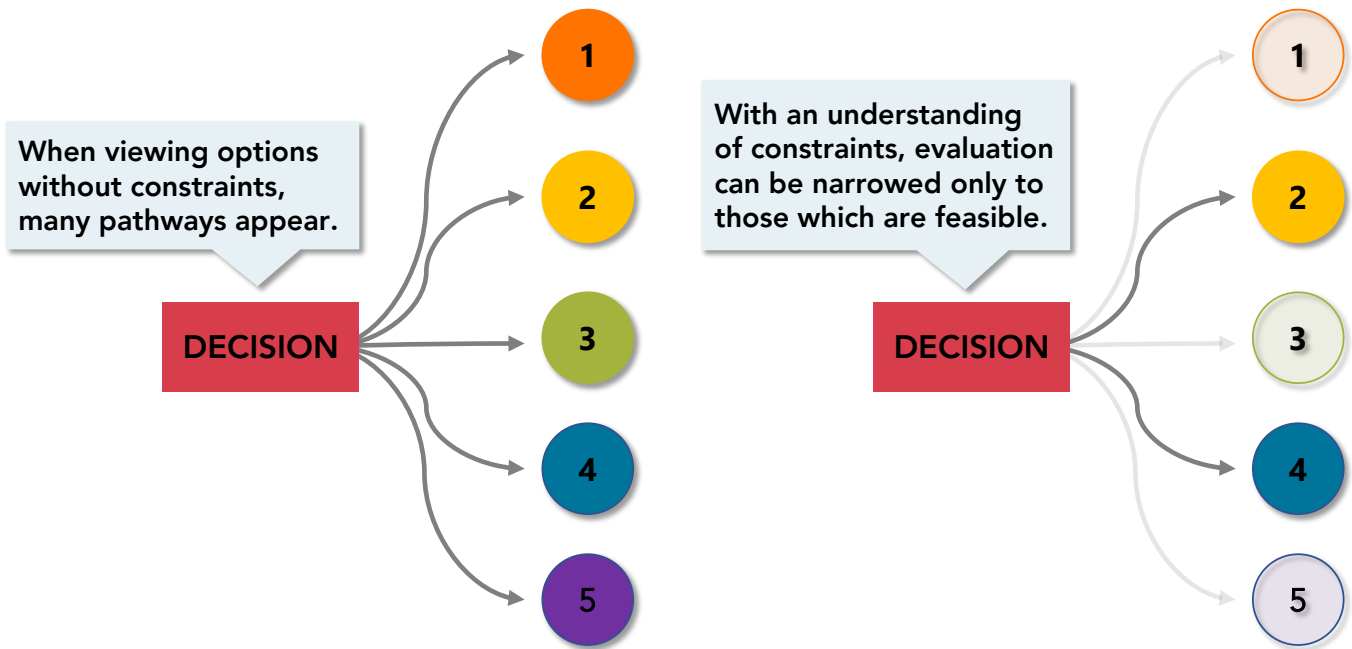 When viewing options
without constraints,
many pathways appear.
DECISION
1
2
3
4
5
With an understanding
of constraints, evaluation
can be narrowed only to
those which are feasible.
DECISION
1
2
3
4
5